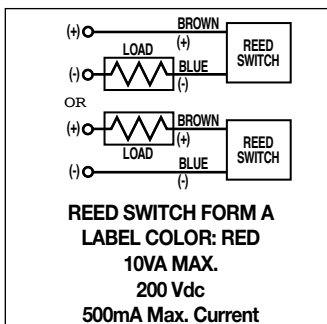 (+) BROWN
LOAD (+) REED
SWITCH
(-) BLUE
(-)
OR
(+) BROWN
(+) REED
LOAD SWITCH
(-) BLUE
(-)
REED SWITCH FORM A
LABEL COLOR: RED
10VA MAX.
200 Vdc
500mA Max. Current